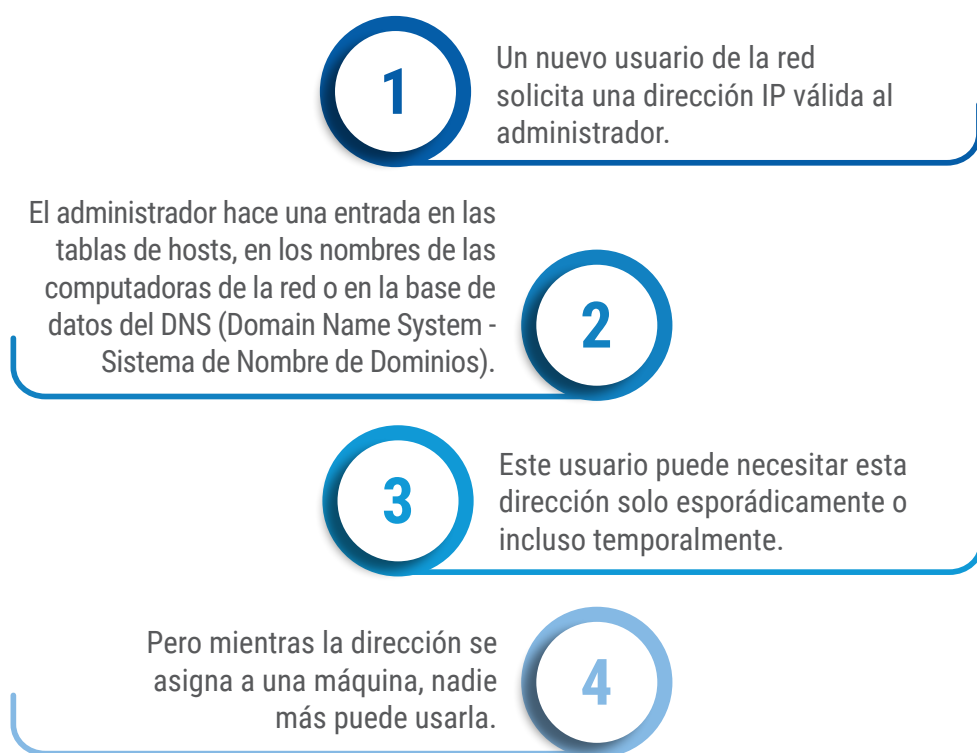 1
Un nuevo usuario de la red
solicita una dirección IP válida al
administrador.
El administrador hace una entrada en las
tablas de hosts, en los nombres de las
computadoras de la red o en la base de
datos del DNS (Domain Name System -
Sistema de Nombre de Dominios).
2
3
Este usuario puede necesitar esta
dirección solo esporádicamente o
incluso temporalmente.
Pero mientras la dirección se
asigna a una máquina, nadie
más puede usarla.
4